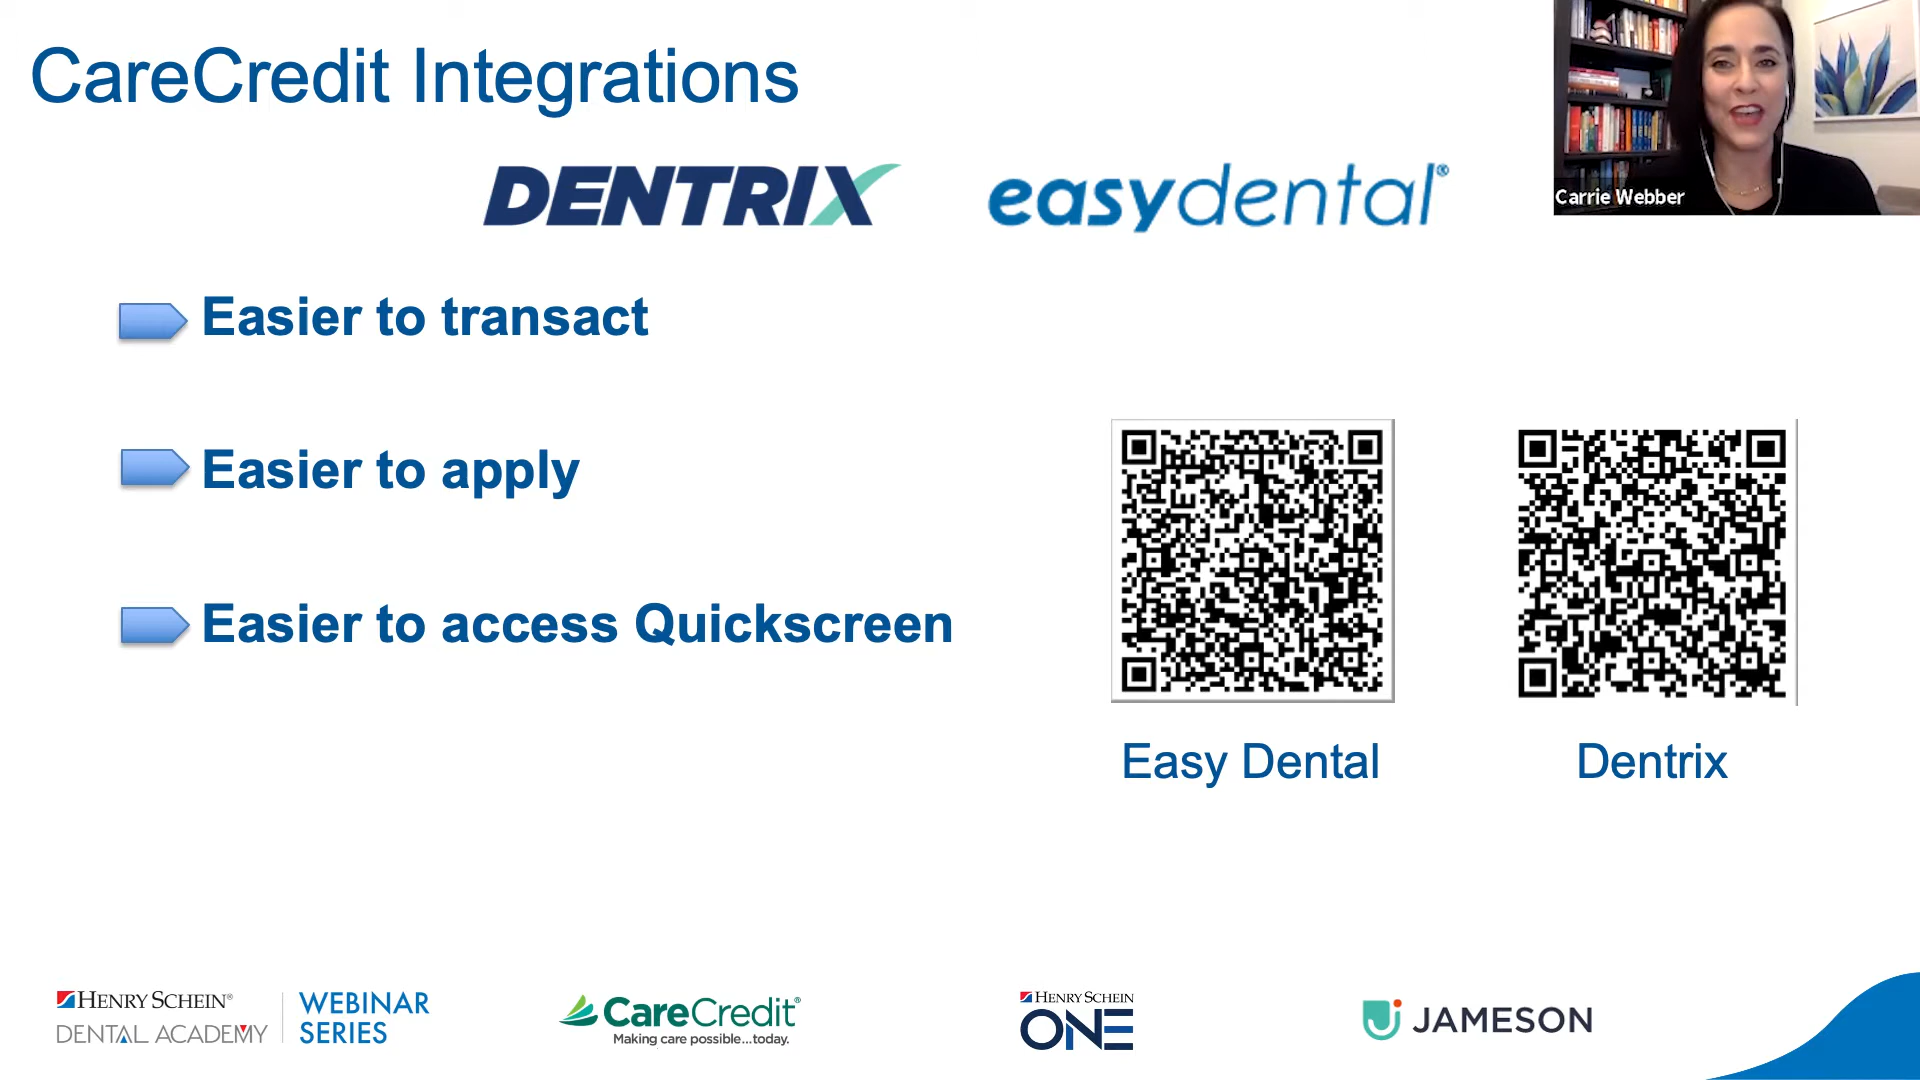 CareCredit Integrations
DENTRIX
easydental®
Carrie Webber
Easier to transact
Easier to apply
Easier to access Quickscreen
Easy Dental
Dentrix
HENRY SCHEIN®
DENTAL ACADEMY
WEBINAR
SERIES
CareCredit®
Making care possible...today.
HENRY SCHEIN
ONE
JAMESON